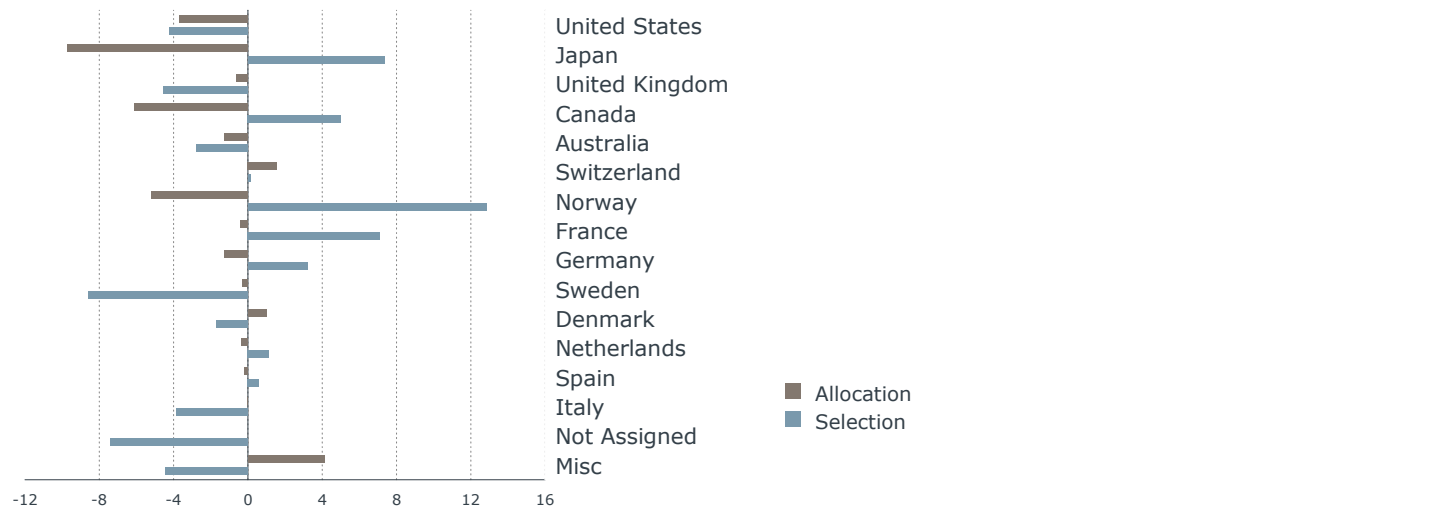 United States
Japan
United Kingdom
Canada
Australia
Switzerland
Norway
France
Germany
Sweden
Denmark
Netherlands
Spain
Italy
Not Assigned
Misc
Allocation
Selection
-12 -8 -4 0 4 8 12 16